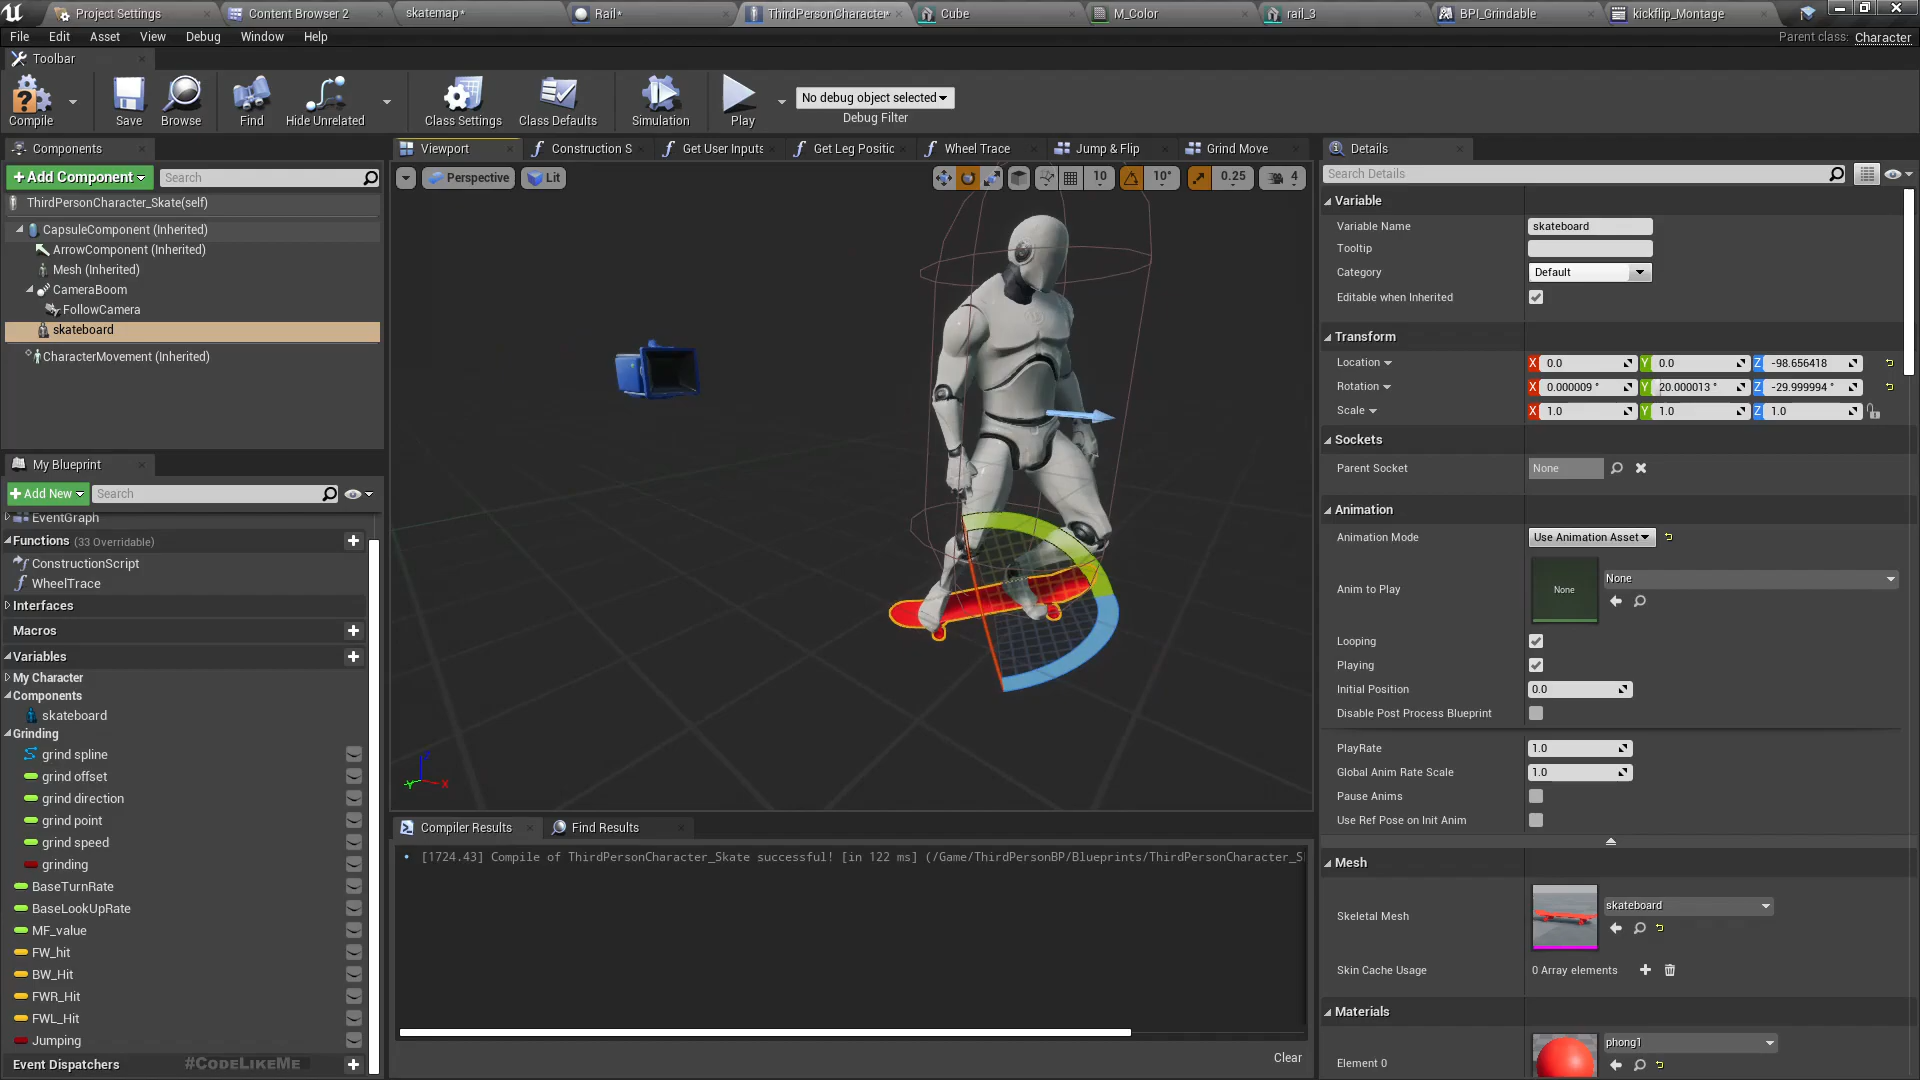 Project Settings
Content Browser 2
skatemap*
Rail*
ThirdPersonCharacter*
Cube
M_Color
rail_3
BPI_Grindable
kickflip_Montage
File Edit Asset View Debug Window Help
Parent class: Character
Toolbar
Compile
Save
Browse
Find
Hide Unrelated
Class Settings
Class Defaults
Simulation
Play
No debug object selected
Debug Filter
Components
+Add Component
Search
ThirdPersonCharacter_Skate(self)
CapsuleComponent (Inherited)
ArrowComponent (Inherited)
Mesh (Inherited)
CameraBoom
FollowCamera
skateboard
CharacterMovement (Inherited)
My Blueprint
+Add New
Search
EventGraph
Functions (33 Overridable)
ConstructionScript
WheelTrace
Interfaces
Macros
Variables
My Character
Components
skateboard
Grinding
grind spline
grind offset
grind direction
grind point
grind speed
grinding
BaseTurnRate
BaseLookUpRate
MF_value
FW_hit
BW_Hit
FWR_Hit
FWL_Hit
Jumping
Event Dispatchers
#CodeLikeMe
Viewport
Construction S
Get User Inputs
Get Leg Positic
Wheel Trace
Jump & Flip
Grind Move
Perspective
Lit
10
10°
0.25
4
Z
Y
X
Compiler Results
Find Results
[1724.43] Compile of ThirdPersonCharacter_Skate successful! [in 122 ms] (/Game/ThirdPersonBP/Blueprints/ThirdPersonCharacter_S
Clear
Details
Search Details
Variable
Variable Name skateboard
Tooltip
Category Default
Editable when Inherited
Transform
Location X 0.0 Y 0.0 Z -98.656418
Rotation X 0.000009 ° Y 20.000013 ° Z -29.999994 °
Scale X 1.0 Y 1.0 Z 1.0
Sockets
Parent Socket None
Animation
Animation Mode Use Animation Asset
Anim to Play None None
Looping
Playing
Initial Position 0.0
Disable Post Process Blueprint
PlayRate 1.0
Global Anim Rate Scale 1.0
Pause Anims
Use Ref Pose on Init Anim
Mesh
Skeletal Mesh skateboard
Skin Cache Usage 0 Array elements
Materials
Element 0 phong1